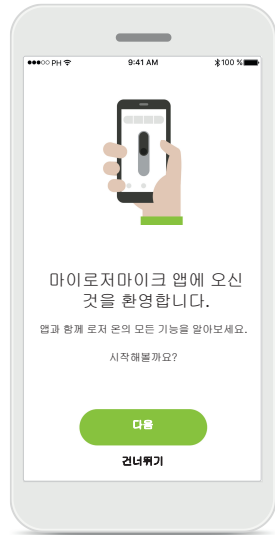 PH 9:41 AM 100 %
마이로저마이크 앱에 오신
것을 환영합니다.
앱과 함께 로저 온의 모든 기능을 알아보세요.
시작해볼까요?
다음
건너뛰기